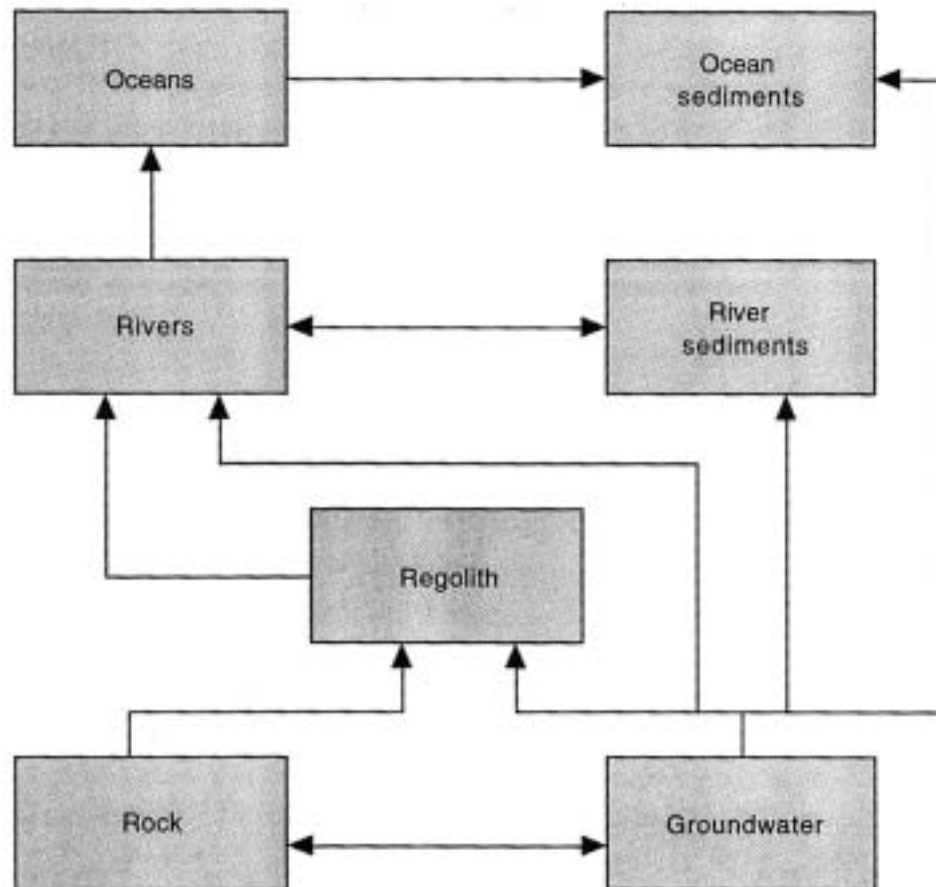 Oceans
Ocean
sediments
Rivers
River
sediments
Regolith
Rock
Groundwater